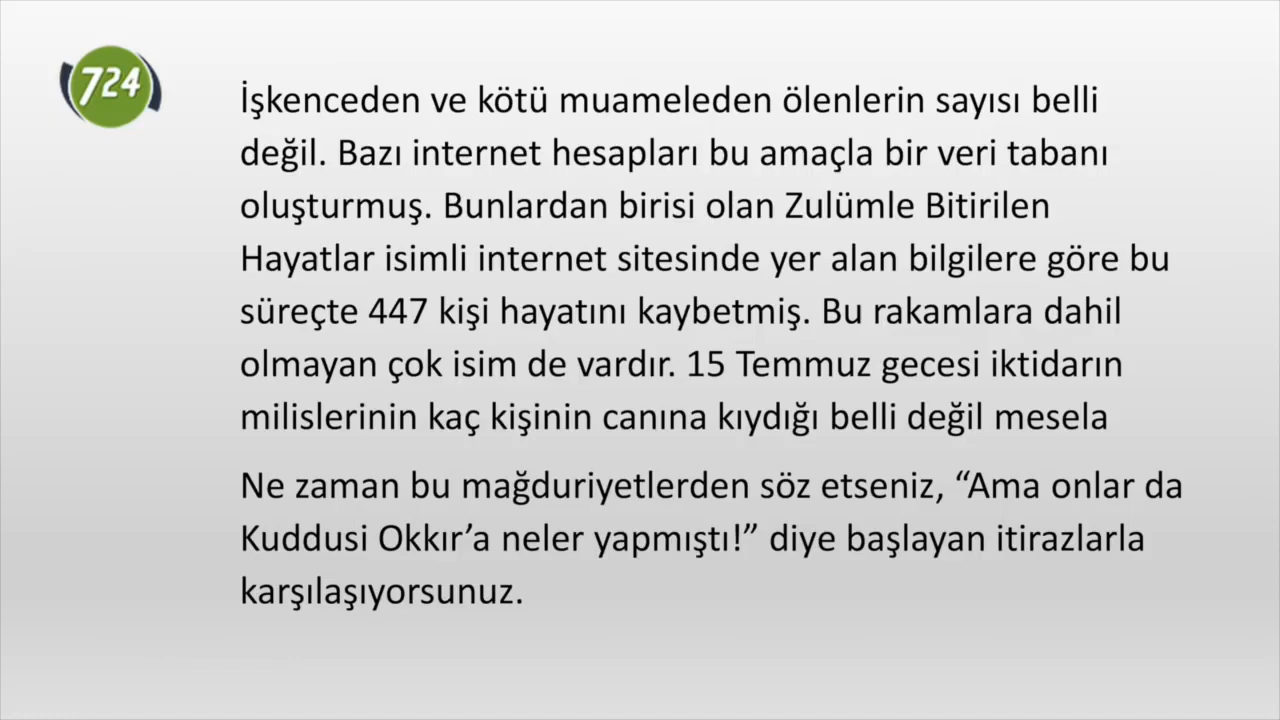 724
İşkenceden ve kötü muameleden ölenlerin sayısı belli
değil. Bazı internet hesapları bu amaçla bir veri tabanı
oluşturmuş. Bunlardan birisi olan Zulümle Bitirilen
Hayatlar isimli internet sitesinde yer alan bilgilere göre bu
süreçte 447 kişi hayatını kaybetmiş. Bu rakamlara dahil
olmayan çok isim de vardır. 15 Temmuz gecesi iktidarın
milislerinin kaç kişinin canına kıydığı belli değil mesela
Ne zaman bu mağduriyetlerden söz etseniz, “Ama onlar da
Kuddusi Okkır’a neler yapmıştı!” diye başlayan itirazlarla
karşılaşıyorsunuz.